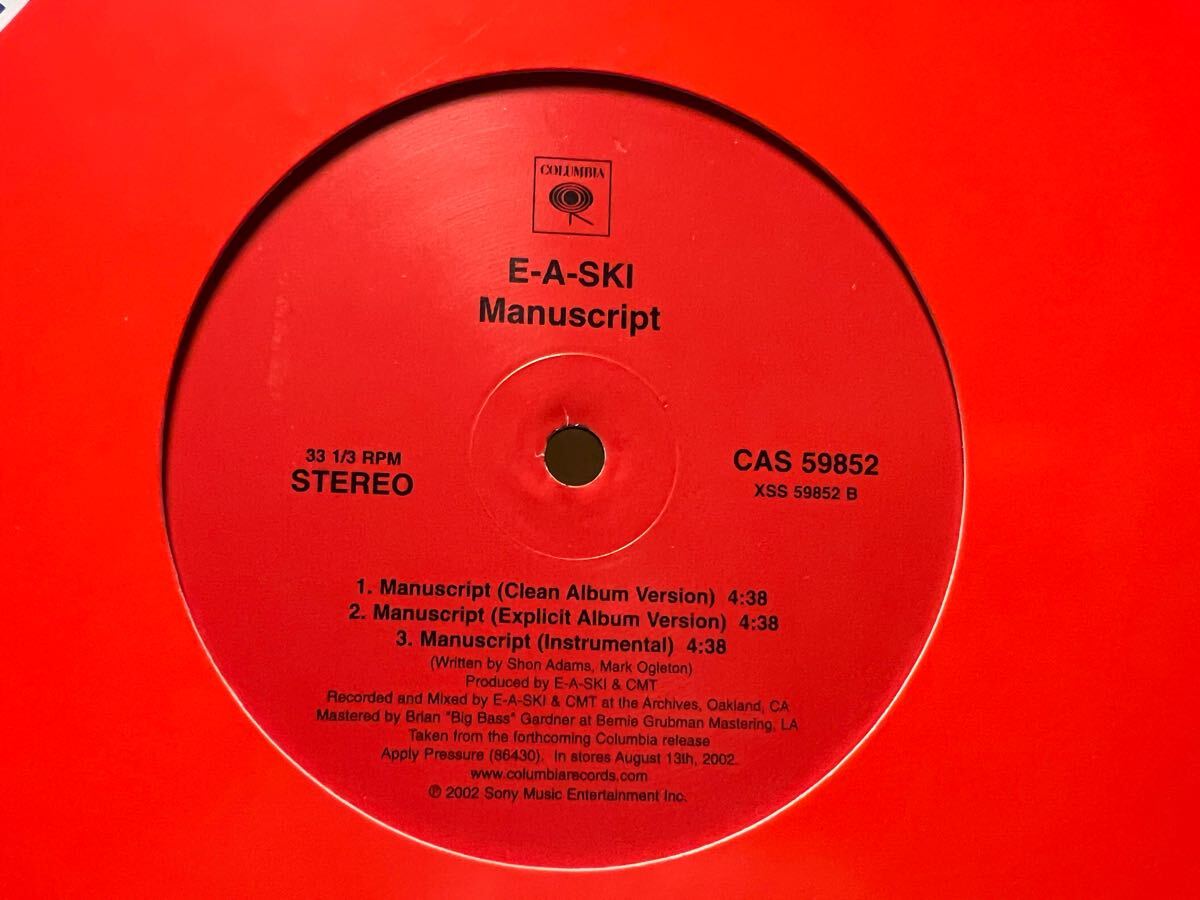 COLUMBIA
E-A-SKI
Manuscript
33 1/3 RPM
STEREO
CAS 59852
XSS 59852 B
1. Manuscript (Clean Album Version) 4:38
2. Manuscript (Explicit Album Version) 4:38
3. Manuscript (Instrumental) 4:38
(Written by Shon Adams, Mark Ogleton)
Produced by E-A-SKI & CMT
Recorded and Mixed by E-A-SKI & CMT at the Archives, Oakland, CA
Mastered by Brian "Big Bass" Gardner at Bernie Grubman Mastering, LA
Taken from the forthcoming Columbia release
Apply Pressure (86430). In stores August 13th, 2002.
www.columbiarecords.com
℗ 2002 Sony Music Entertainment Inc.